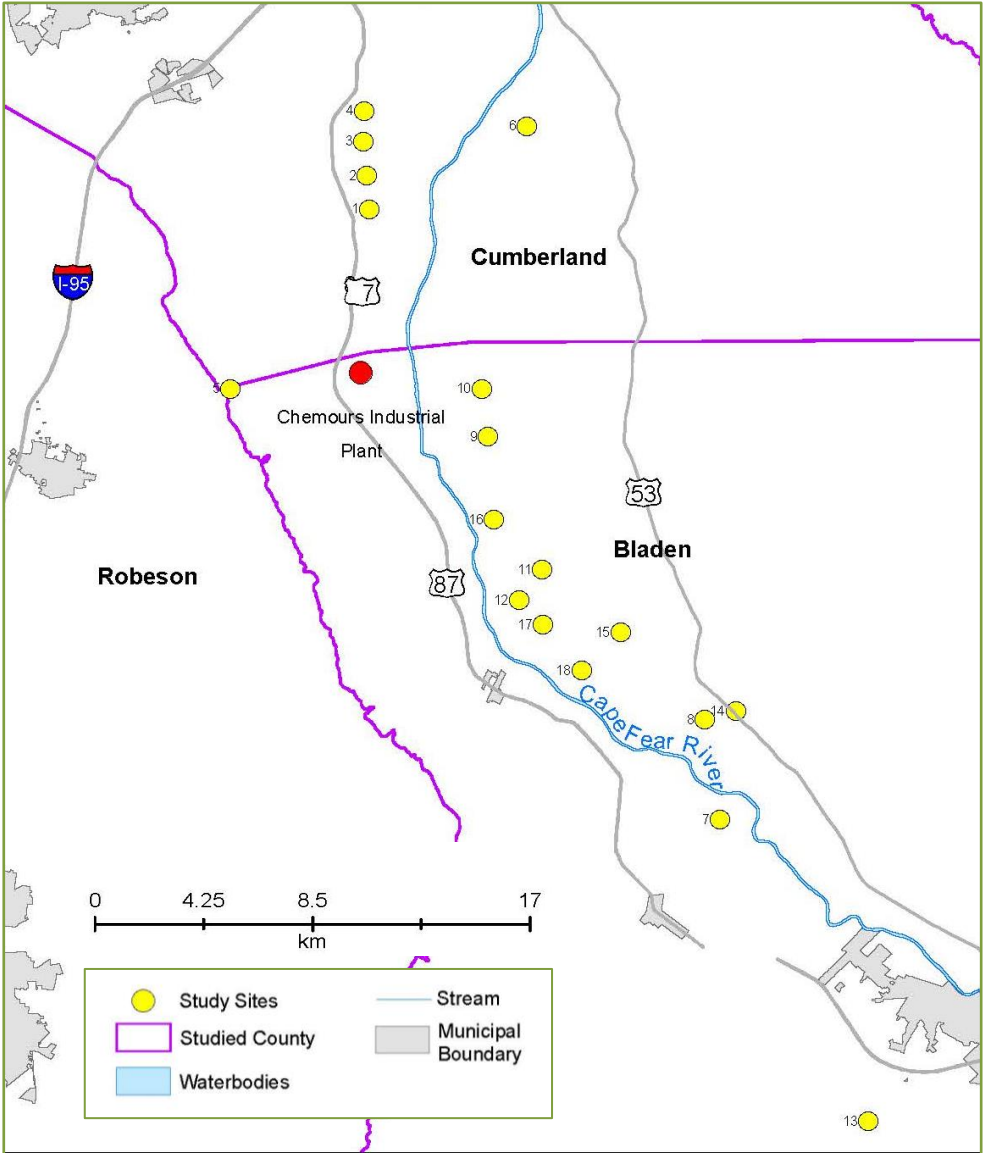 4
6
3
2
1
Cumberland
I-95
7
5
10
Chemours Industrial
Plant
9
53
16
Bladen
11
Robeson
87
12
17
15
18
CapeFear River
14
8
7
0 4.25 8.5 17
km
Study Sites
Stream
Studied County
Municipal
Boundary
Waterbodies
13